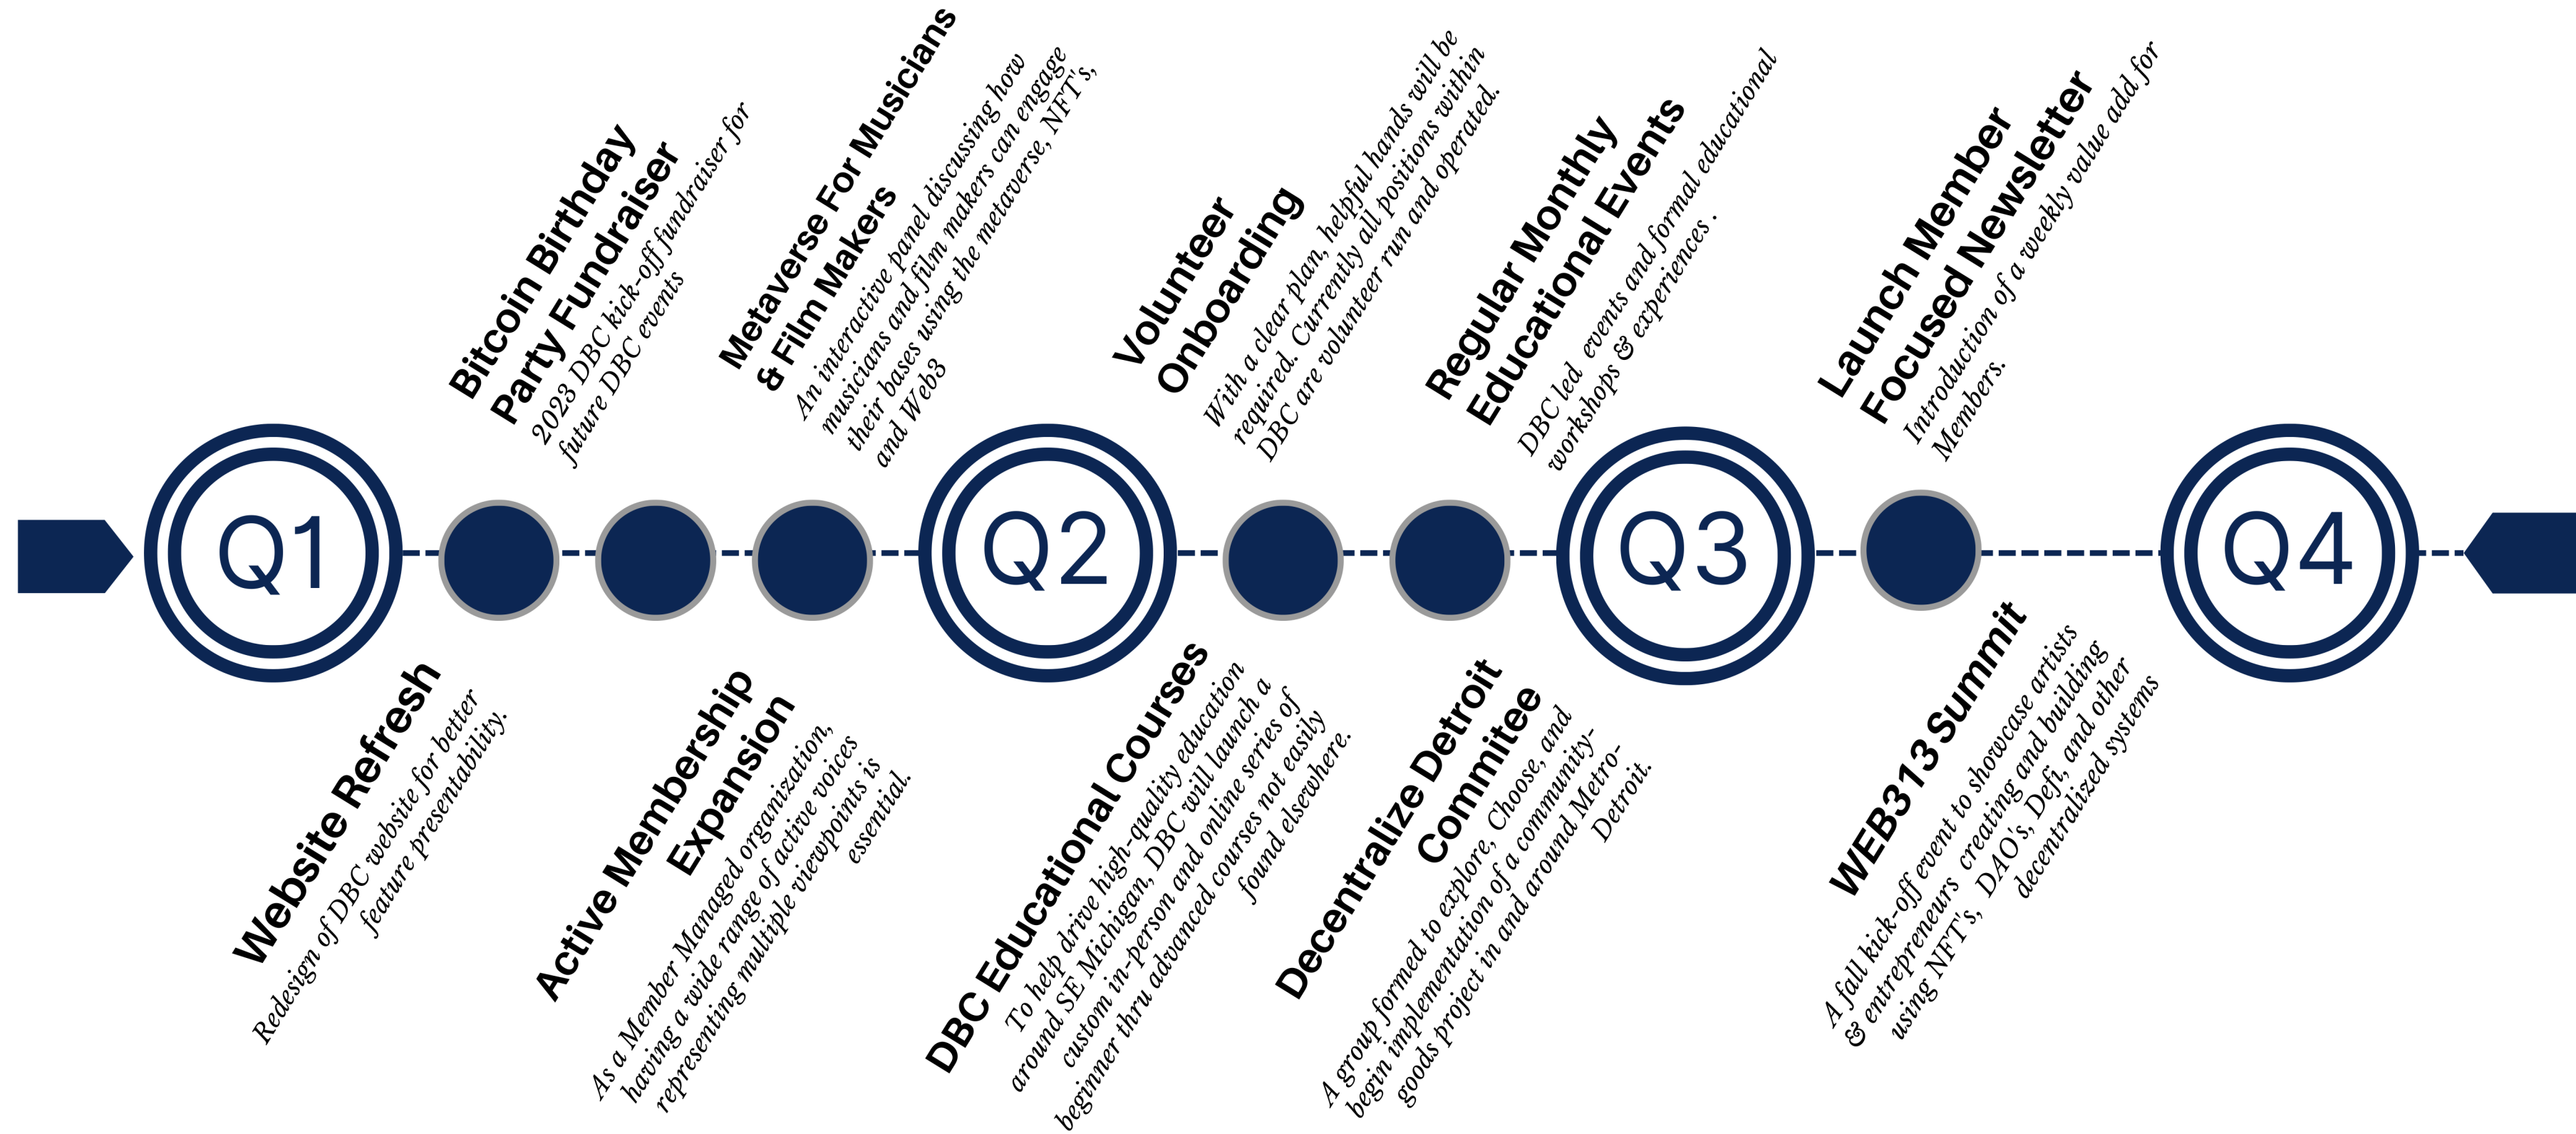 Bitcoin Birthday
Party Fundraiser
2023 DBC kick-off fundraiser for
future DBC events
Metaverse For Musicians
& Film Makers
An interactive panel discussing how
musicians and film makers can engage
their bases using the metaverse, NFT's,
and Web3
Volunteer
Onboarding
With a clear plan, helpful hands will be
required. Currently all positions within
DBC are volunteer run and operated.
Regular Monthly
Educational Events
DBC led events and formal educational
workshops & experiences .
Launch Member
Focused Newsletter
Introduction of a weekly value add for
Members.
Q1
Q2
Q3
Q4
Website Refresh
Redesign of DBC website for better
feature presentability.
Active Membership
Expansion
As a Member Managed organization,
having a wide range of active voices
representing multiple viewpoints is
essential.
DBC Educational Courses
To help drive high-quality education
around SE Michigan, DBC will launch a
custom in-person and online series of
beginner thru advanced courses not easily
found elsewhere.
Decentralize Detroit
Commitee
A group formed to explore, Choose, and
begin implementation of a community-
goods project in and around Metro-
Detroit.
WEB313 Summit
A fall kick-off event to showcase artists
& entrepreneurs creating and building
using NFT's, DAO's, Defi, and other
decentralized systems